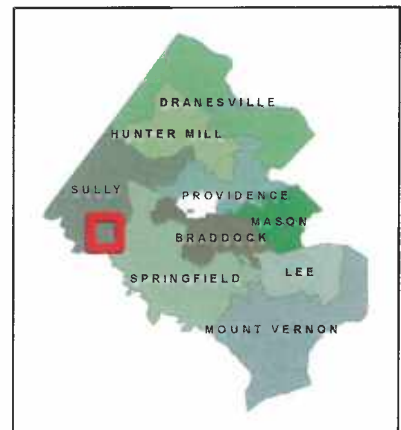 DRANESVILLE
HUNTER MILL
SULLY
PROVIDENCE
MASON
BRADDOCK
LEE
SPRINGFIELD
MOUNT VERNON